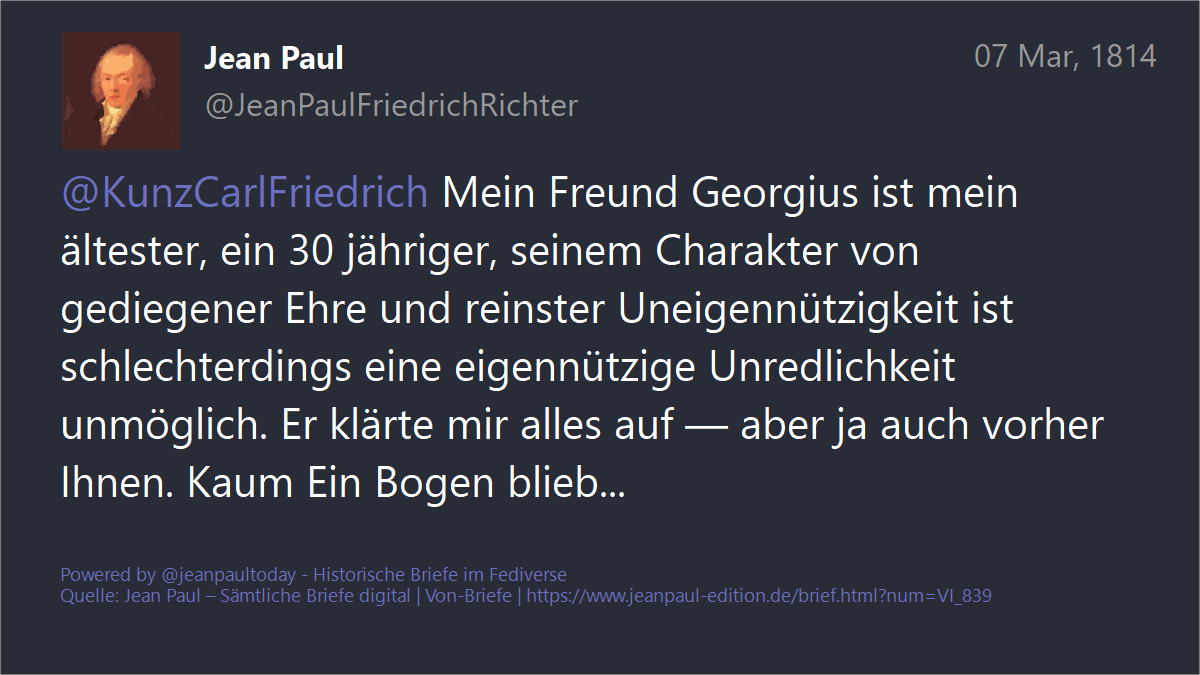 Jean Paul
07 Mar, 1814
@JeanPaulFriedrichRichter
@KunzCarlFriedrich Mein Freund Georgius ist mein
ältester, ein 30 jähriger, seinem Charakter von
gediegener Ehre und reinster Uneigennützigkeit ist
schlechterdings eine eigennützige Unredlichkeit
unmöglich. Er klärte mir alles auf — aber ja auch vorher
Ihnen. Kaum Ein Bogen blieb...
Powered by @jeanpaultoday - Historische Briefe im Fediverse
Quelle: Jean Paul – Sämtliche Briefe digital | Von-Briefe | https://www.jeanpaul-edition.de/brief.html?num=VI_839